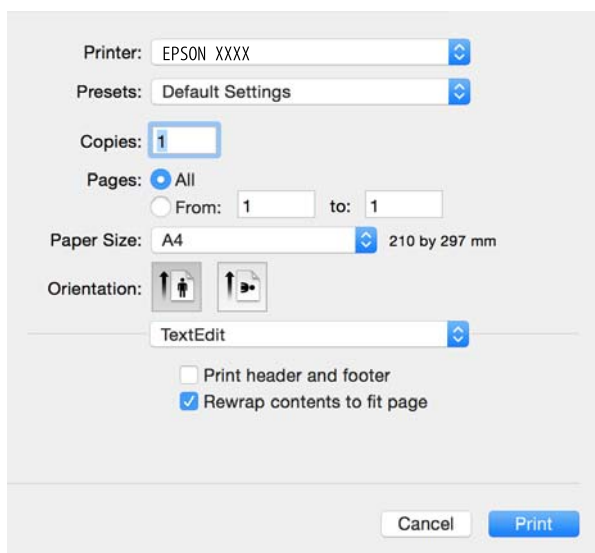 Printer: EPSON XXXX
Presets: Default Settings
Copies: 1
Pages: All
From: 1 to: 1
Paper Size: A4 210 by 297 mm
Orientation:
TextEdit
Print header and footer
Rewrap contents to fit page
Cancel Print